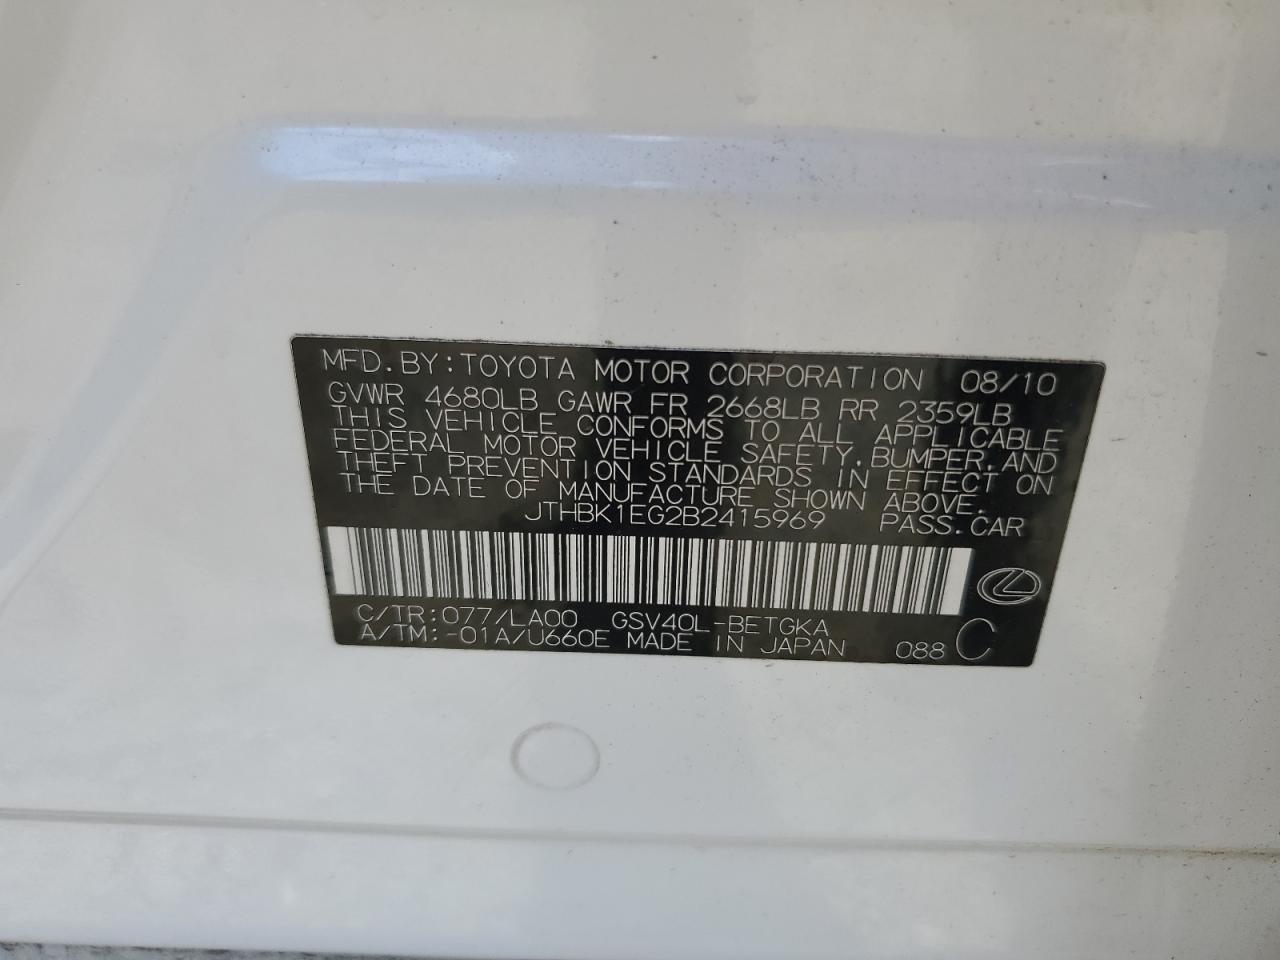 MFD. BY: TOYOTA MOTOR CORPORATION 08/10
GVWR 4680LB GAWR FR 2668LB RR 2359LB
THIS VEHICLE CONFORMS TO ALL APPLICABLE
FEDERAL MOTOR VEHICLE SAFETY, BUMPER, AND
THEFT PREVENTION STANDARDS IN EFFECT ON
THE DATE OF MANUFACTURE SHOWN ABOVE.
JTHBK1EG2B2415969 PASS. CAR
C/TR: 077/LA00 GSV40L-BETGKA
A/TM: -01A/U660E MADE IN JAPAN 088 C